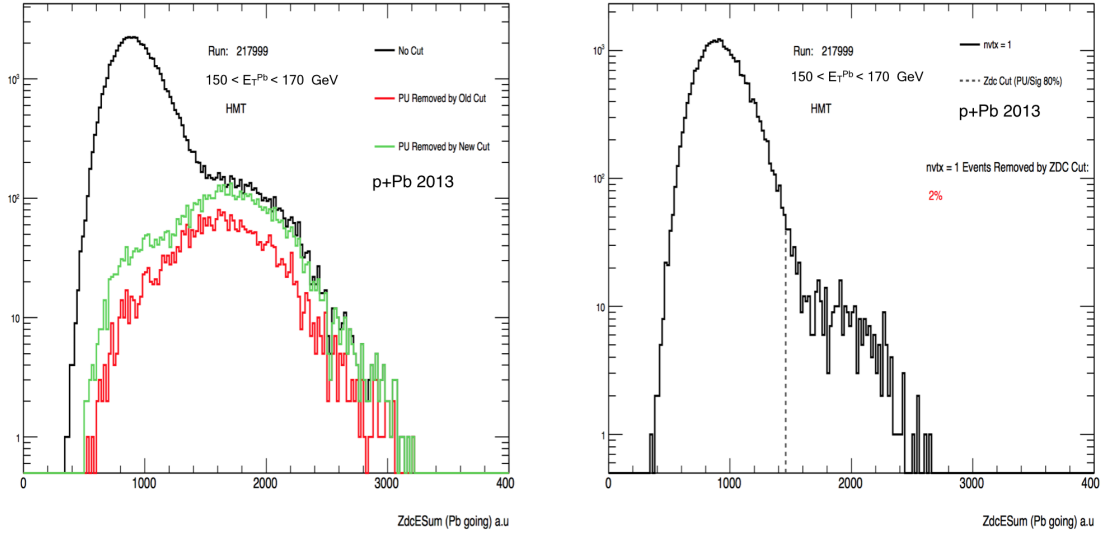 10³
10²
10
1
0
1000
2000
3000
400
Run: 217999
150 < E_T^Pb < 170 GeV
HMT
No Cut
PU Removed by Old Cut
PU Removed by New Cut
p+Pb 2013
ZdcESum (Pb going) a.u
10³
10²
10
1
0
1000
2000
3000
400
Run: 217999
150 < E_T^Pb < 170 GeV
HMT
nvtx = 1
Zdc Cut (PU/Sig 80%)
p+Pb 2013
nvtx = 1 Events Removed by ZDC Cut:
2%
ZdcESum (Pb going) a.u